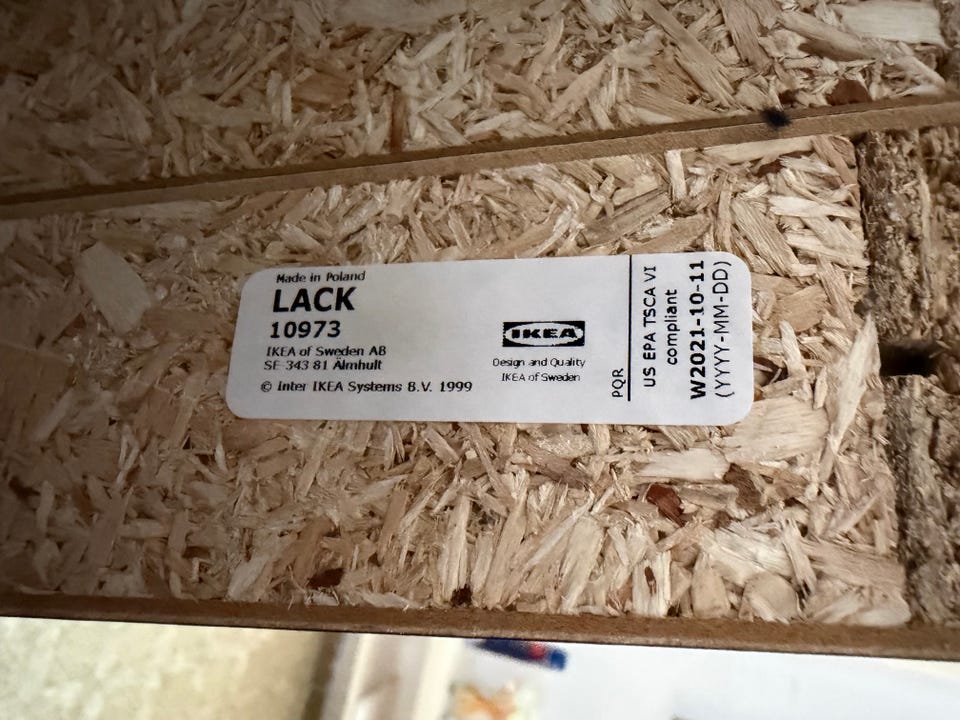 Made in Poland
LACK
10973
IKEA of Sweden AB
SE-343 81 Älmhult
© Inter IKEA Systems B.V. 1999
IKEA
Design and Quality
IKEA of Sweden
PQR
US EPA TSCA VI
compliant
W2021-10-11
(YYYY-MM-DD)